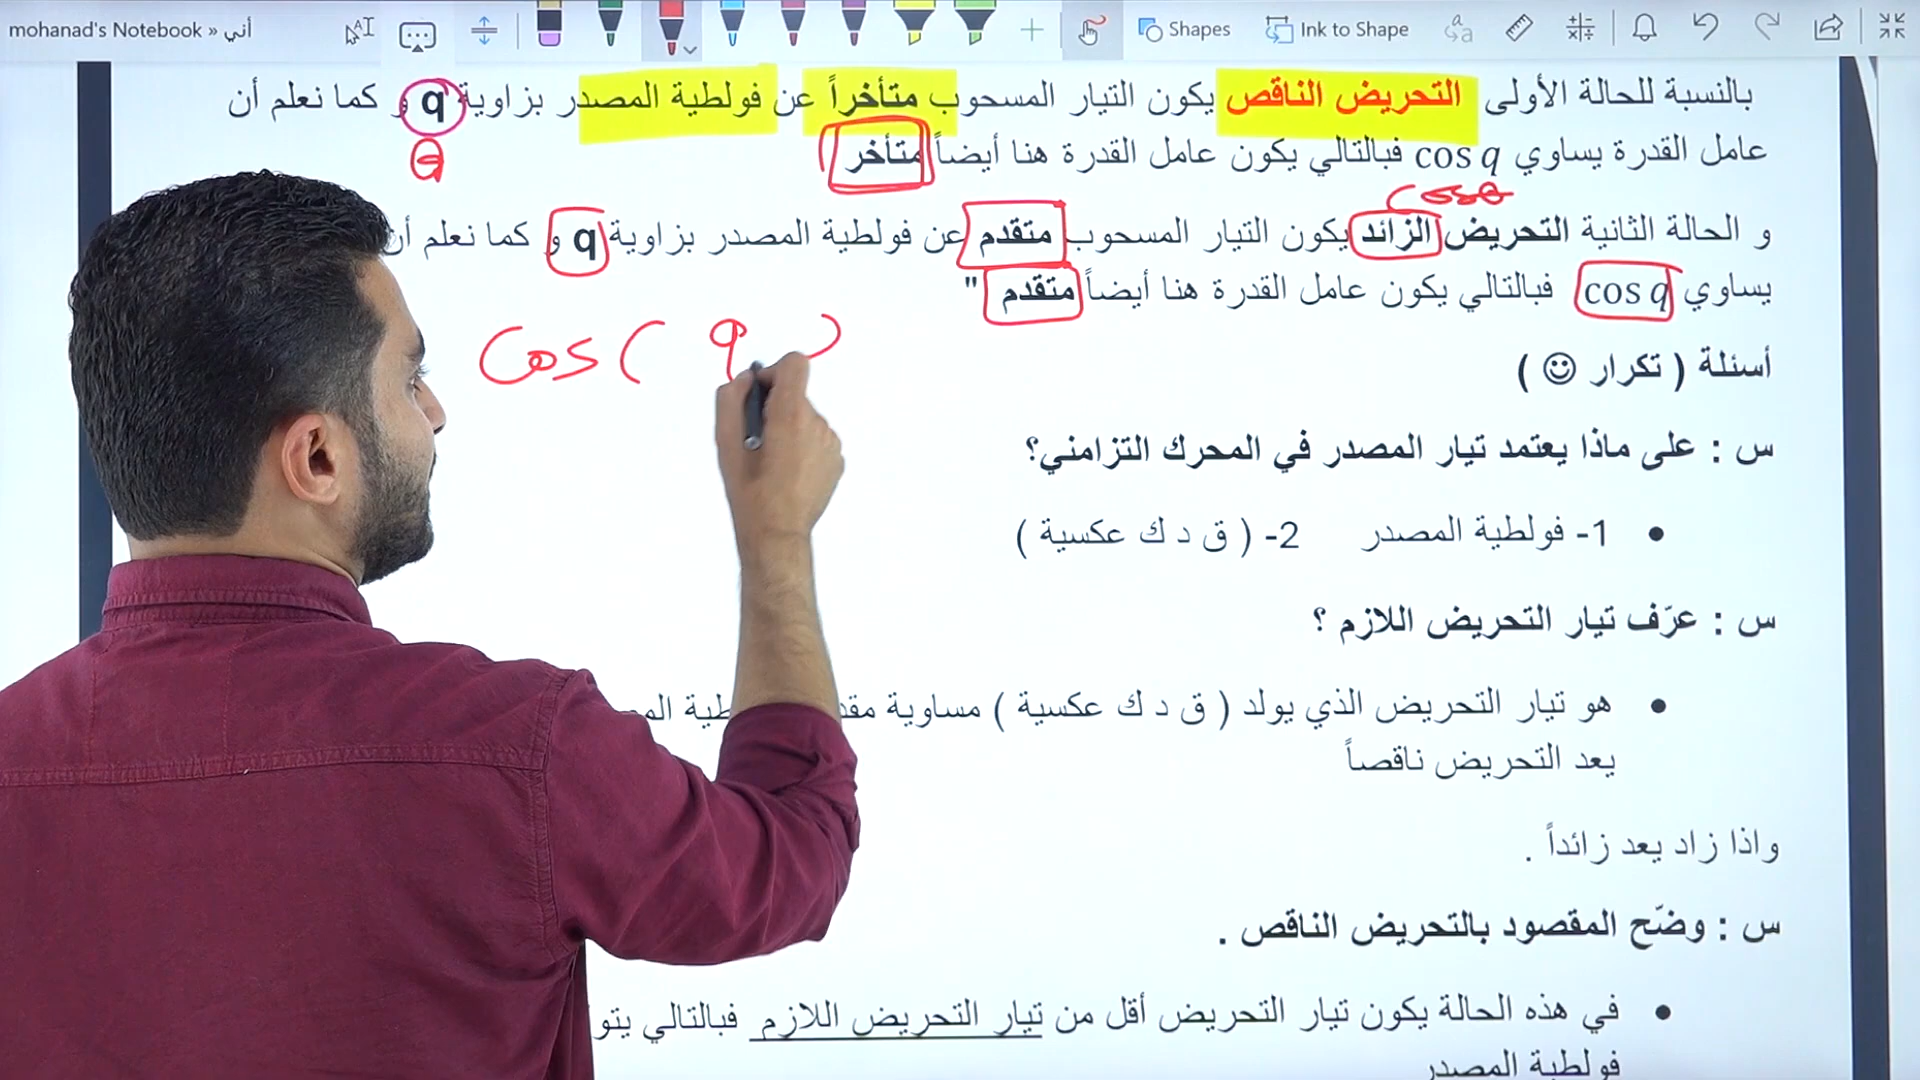 mohanad's Notebook » أني
Shapes
Ink to Shape
بالنسبة للحالة الأولى التحريض الناقص يكون التيار المسحوب متأخراً عن فولطية المصدر بزاوية q و كما نعلم أن
θ
عامل القدرة يساوي cos q فبالتالي يكون عامل القدرة هنا أيضاً متأخر
cosθ
و الحالة الثانية التحريض الزائد يكون التيار المسحوب متقدم عن فولطية المصدر بزاوية q و كما نعلم أن
يساوي cos q فبالتالي يكون عامل القدرة هنا أيضاً متقدم "
cos( q )
أسئلة ( تكرار ☺ )
س : على ماذا يعتمد تيار المصدر في المحرك التزامني؟
• 1- فولطية المصدر 2- ( ق د ك عكسية )
س : عرّف تيار التحريض اللازم ؟
• هو تيار التحريض الذي يولد ( ق د ك عكسية ) مساوية
يعد التحريض ناقصاً
واذا زاد يعد زائداً .
س : وضّح المقصود بالتحريض الناقص .
• في هذه الحالة يكون تيار التحريض أقل من تيار التحريض اللازم فبالتالي
فولطية المصدر